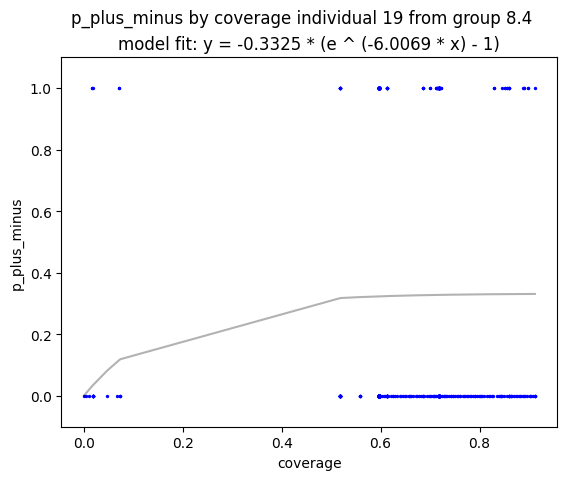 p_plus_minus by coverage individual 19 from group 8.4
model fit: y = -0.3325 * (e ^ (-6.0069 * x) - 1)
1.0
0.8
0.6
0.4
0.2
0.0
p_plus_minus
0.0 0.2 0.4 0.6 0.8
coverage